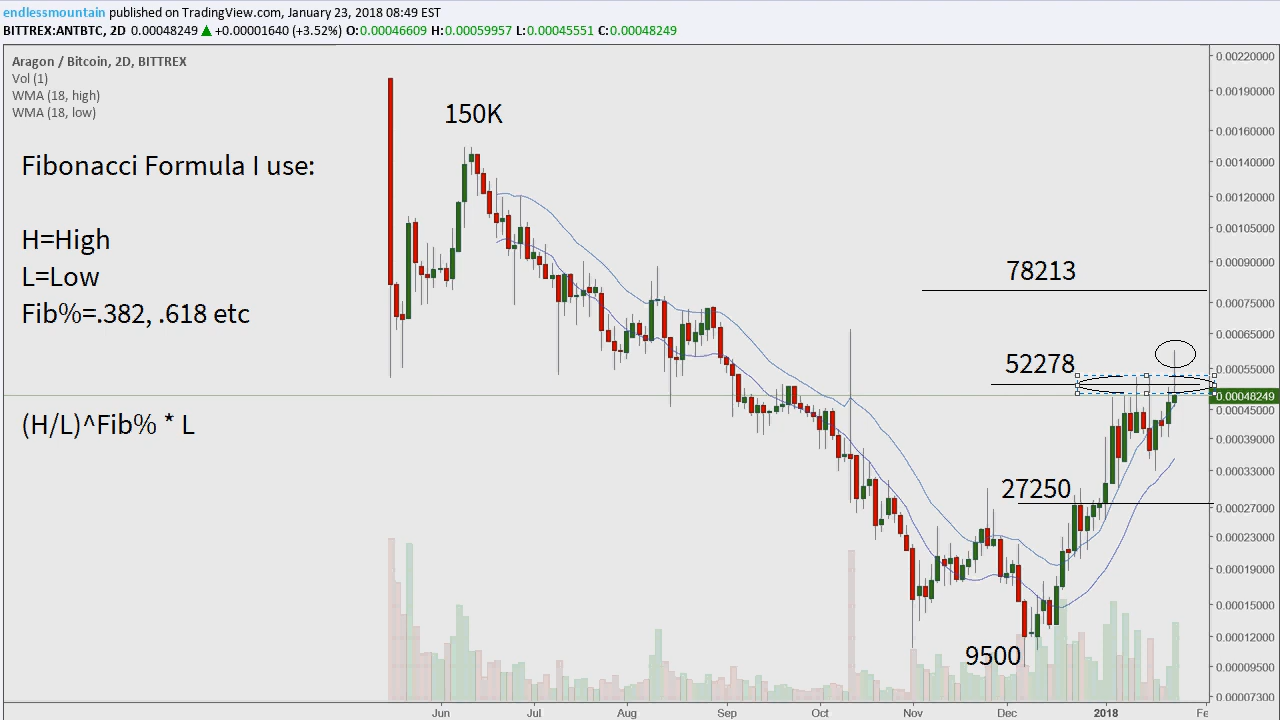 endlessmountain published on TradingView.com, January 23, 2018 08:49 EST
BITTREX:ANTBTC, 2D 0.00048249 ▲ +0.00001640 (+3.52%) O:0.00046609 H:0.00059957 L:0.00045551 C:0.00048249
Aragon / Bitcoin, 2D, BITTREX
Vol (1)
WMA (18, high)
WMA (18, low)
150K
Fibonacci Formula I use:
H=High
L=Low
Fib%=.382, .618 etc
(H/L)^Fib% * L
78213
52278
27250
9500
0.00220000
0.00190000
0.00160000
0.00140000
0.00120000
0.00105000
0.00090000
0.00075000
0.00065000
0.00055000
0.00048249
0.00045000
0.00039000
0.00033000
0.00027000
0.00023000
0.00019000
0.00015000
0.00012000
0.00009500
0.00007300
Jun Jul Aug Sep Oct Nov Dec 2018 Fe